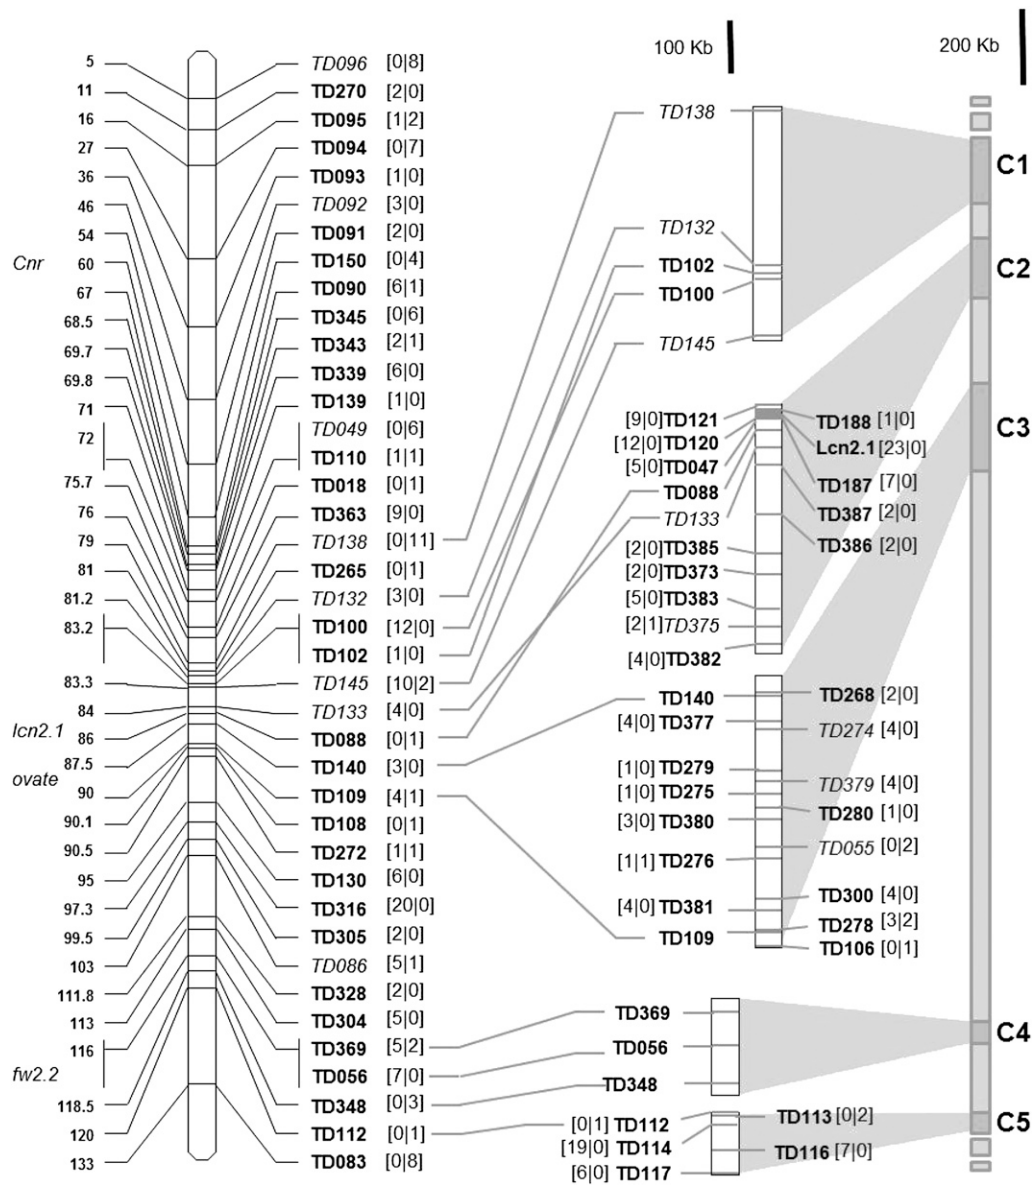 100 Kb
200 Kb
5 TD096 [0|8]
11 TD270 [2|0]
16 TD095 [1|2]
27 TD094 [0|7]
36 TD093 [1|0]
46 TD092 [3|0]
54 TD091 [2|0]
Cnr
60 TD150 [0|4]
67 TD090 [6|1]
68.5 TD345 [0|6]
69.7 TD343 [2|1]
69.8 TD339 [6|0]
71 TD139 [1|0]
72 TD049 [0|6]
TD110 [1|1]
75.7 TD018 [0|1]
76 TD363 [9|0]
79 TD138 [0|11]
81 TD265 [0|1]
81.2 TD132 [3|0]
83.2 TD100 [12|0]
TD102 [1|0]
83.3 TD145 [10|2]
84 TD133 [4|0]
lcn2.1
86 TD088 [0|1]
87.5 TD140 [3|0]
ovate
90 TD109 [4|1]
90.1 TD108 [0|1]
90.5 TD272 [1|1]
95 TD130 [6|0]
97.3 TD316 [20|0]
99.5 TD305 [2|0]
103 TD086 [5|1]
111.8 TD328 [2|0]
113 TD304 [5|0]
116 TD369 [5|2]
fw2.2
TD056 [7|0]
118.5 TD348 [0|3]
120 TD112 [0|1]
133 TD083 [0|8]
TD138
TD132
TD102
TD100
TD145
[9|0]TD121
[12|0]TD120
[5|0]TD047
TD088
TD133
[2|0]TD385
[2|0]TD373
[5|0]TD383
[2|1]TD375
[4|0]TD382
TD188 [1|0]
Lcn2.1[23|0]
TD187 [7|0]
TD387 [2|0]
TD386 [2|0]
TD140
[4|0] TD377
[1|0] TD279
[1|0] TD275
[3|0] TD380
[1|1] TD276
[4|0] TD381
TD109
TD268 [2|0]
TD274 [4|0]
TD379 [4|0]
TD280 [1|0]
TD055 [0|2]
TD300 [4|0]
TD278 [3|2]
TD106 [0|1]
TD369
TD056
TD348
[0|1] TD112
[19|0] TD114
[6|0] TD117
TD113 [0|2]
TD116 [7|0]
C1
C2
C3
C4
C5